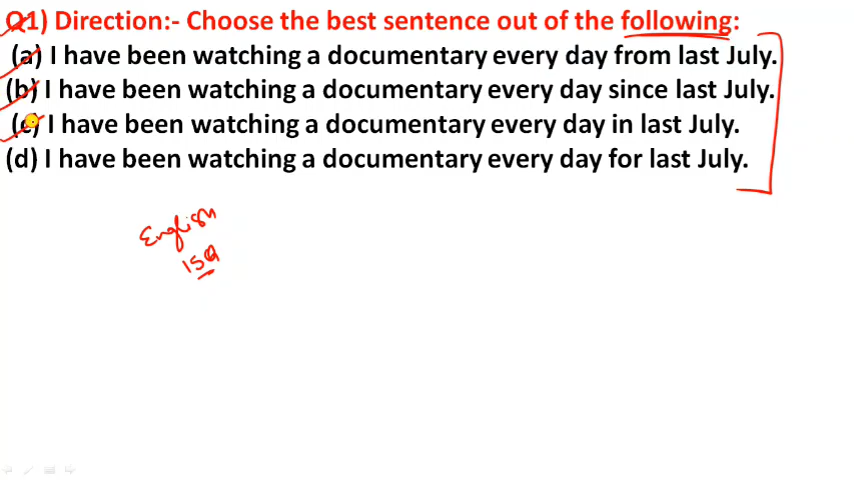 Q1) Direction:- Choose the best sentence out of the following:
(a) I have been watching a documentary every day from last July.
(b) I have been watching a documentary every day since last July.
(c) I have been watching a documentary every day in last July.
(d) I have been watching a documentary every day for last July.
English
15Q